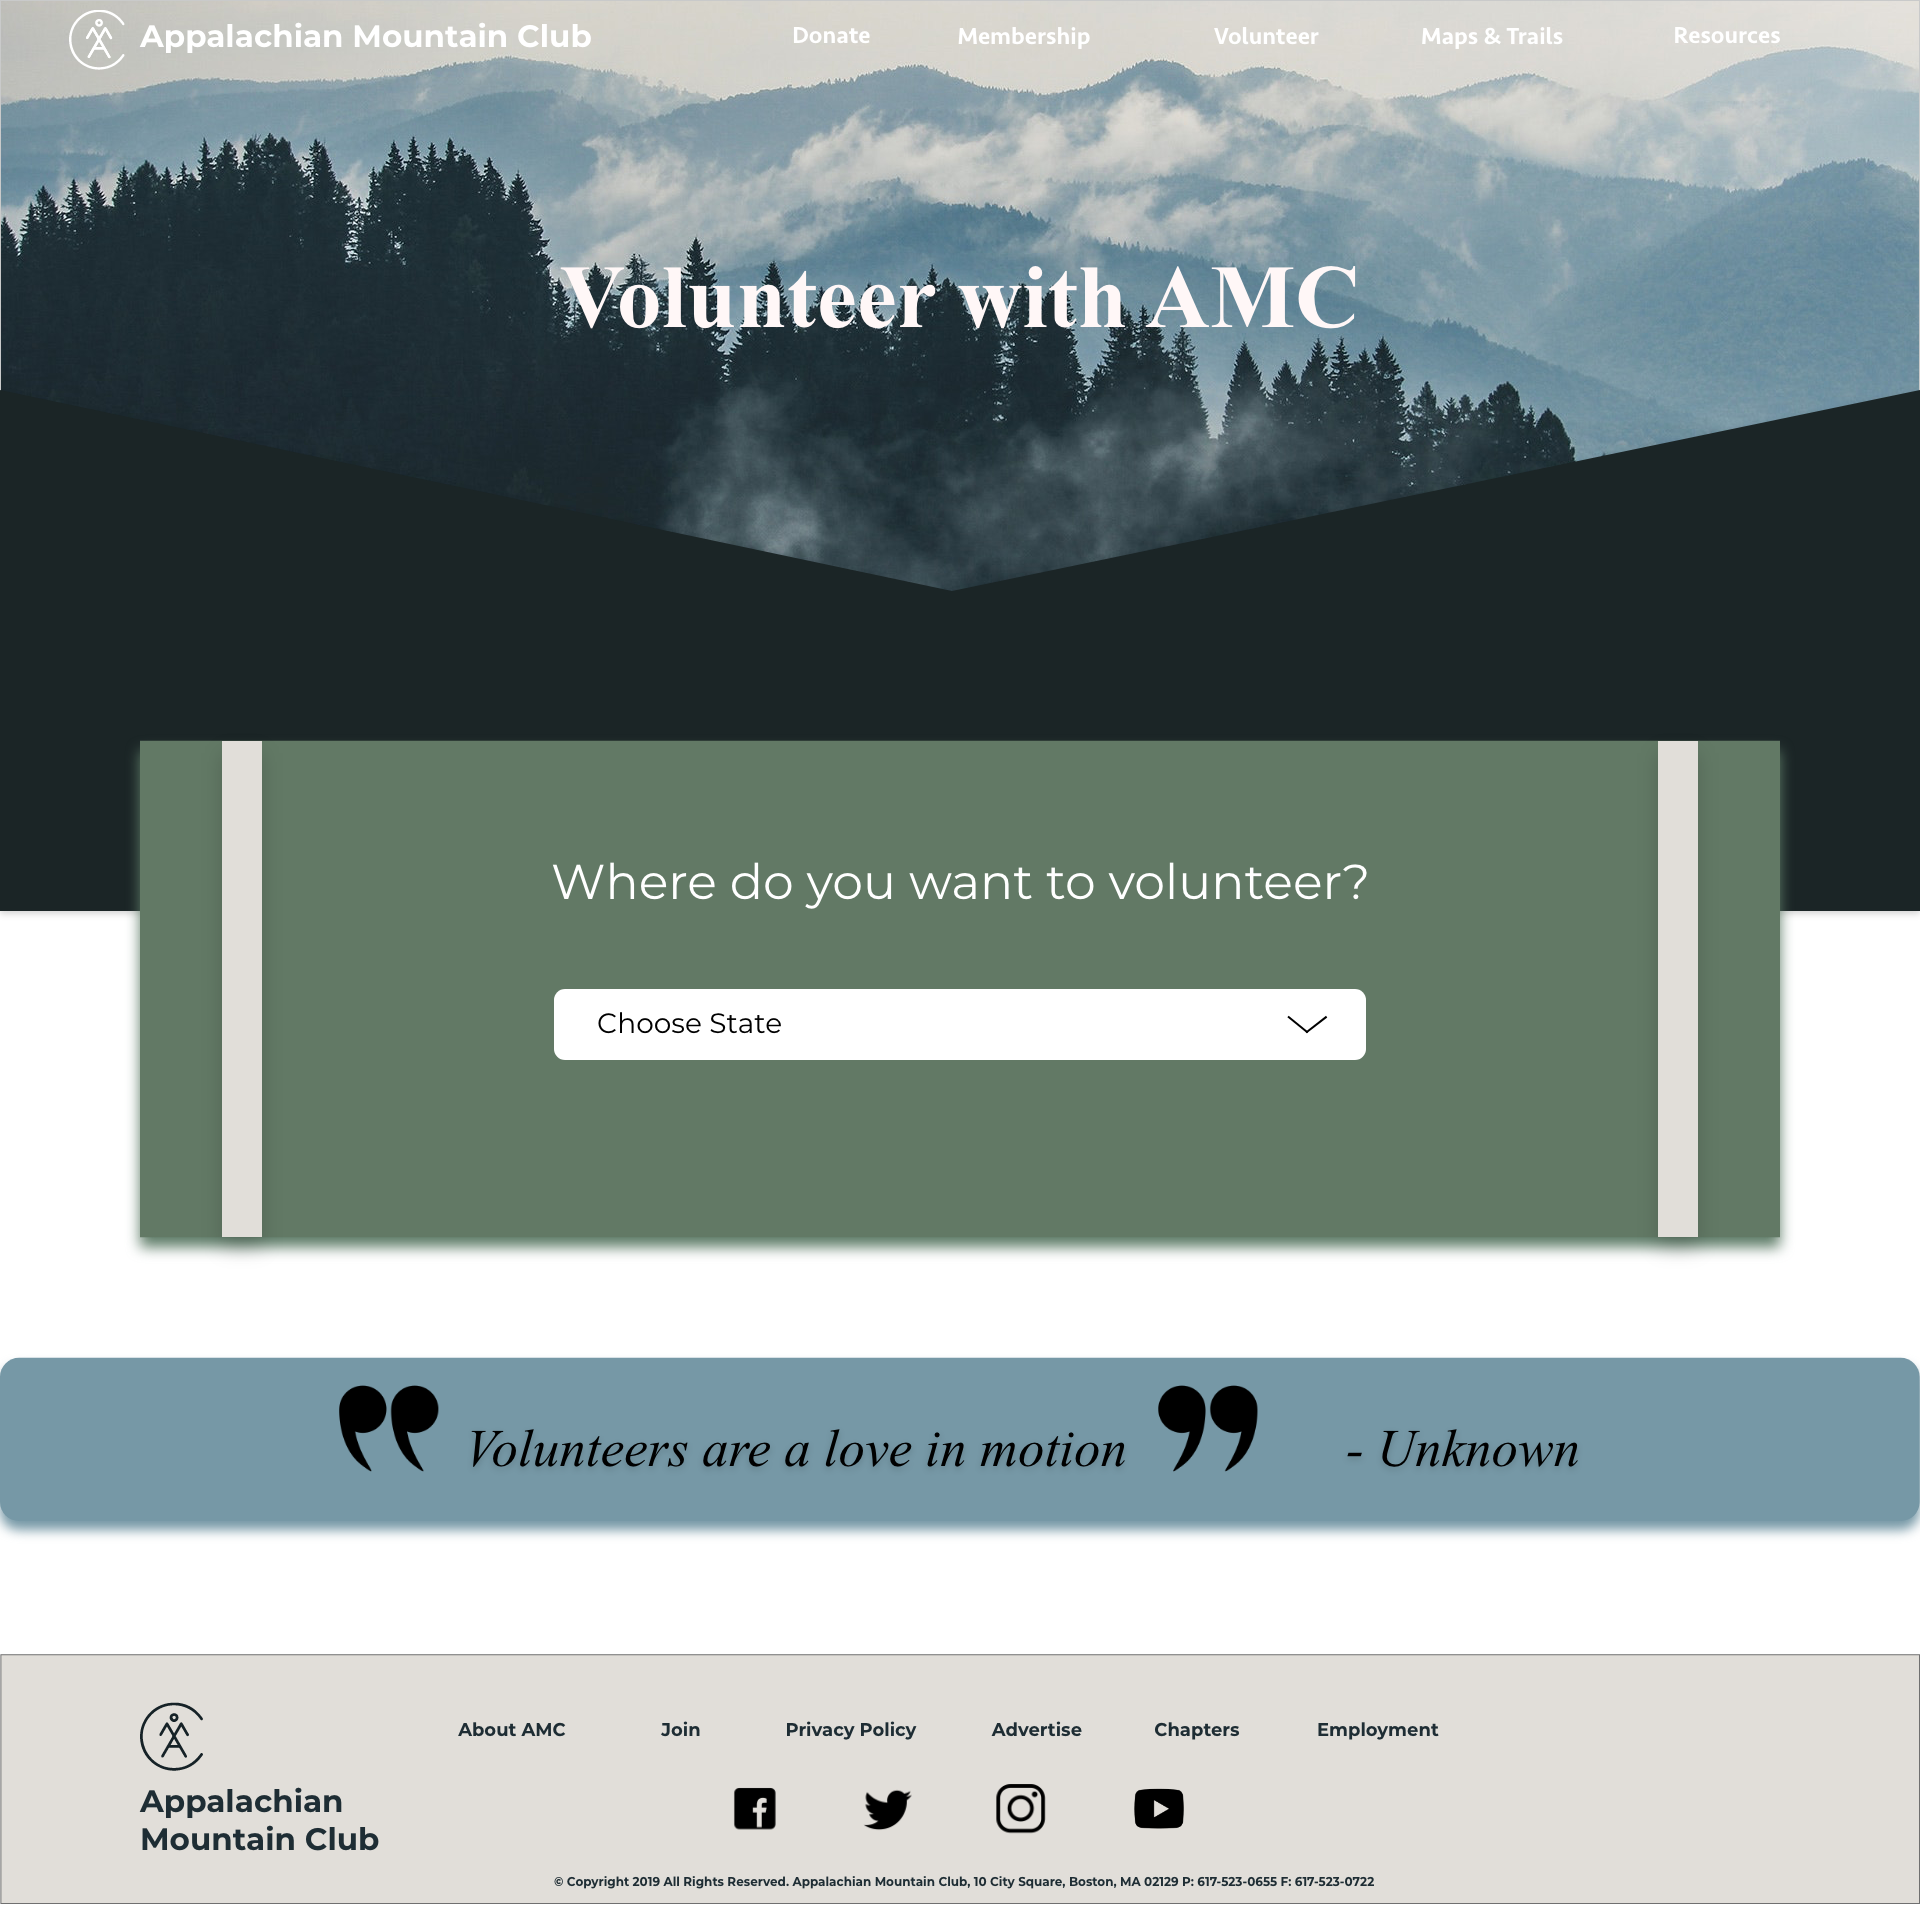 Appalachian Mountain Club
Donate
Membership
Volunteer
Maps & Trails
Resources
Volunteer with AMC
Where do you want to volunteer?
Choose State
❞ Volunteers are a love in motion ❞ - Unknown
About AMC
Join
Privacy Policy
Advertise
Chapters
Employment
Appalachian
Mountain Club
© Copyright 2019 All Rights Reserved. Appalachian Mountain Club, 10 City Square, Boston, MA 02129 P: 617-523-0655 F: 617-523-0722